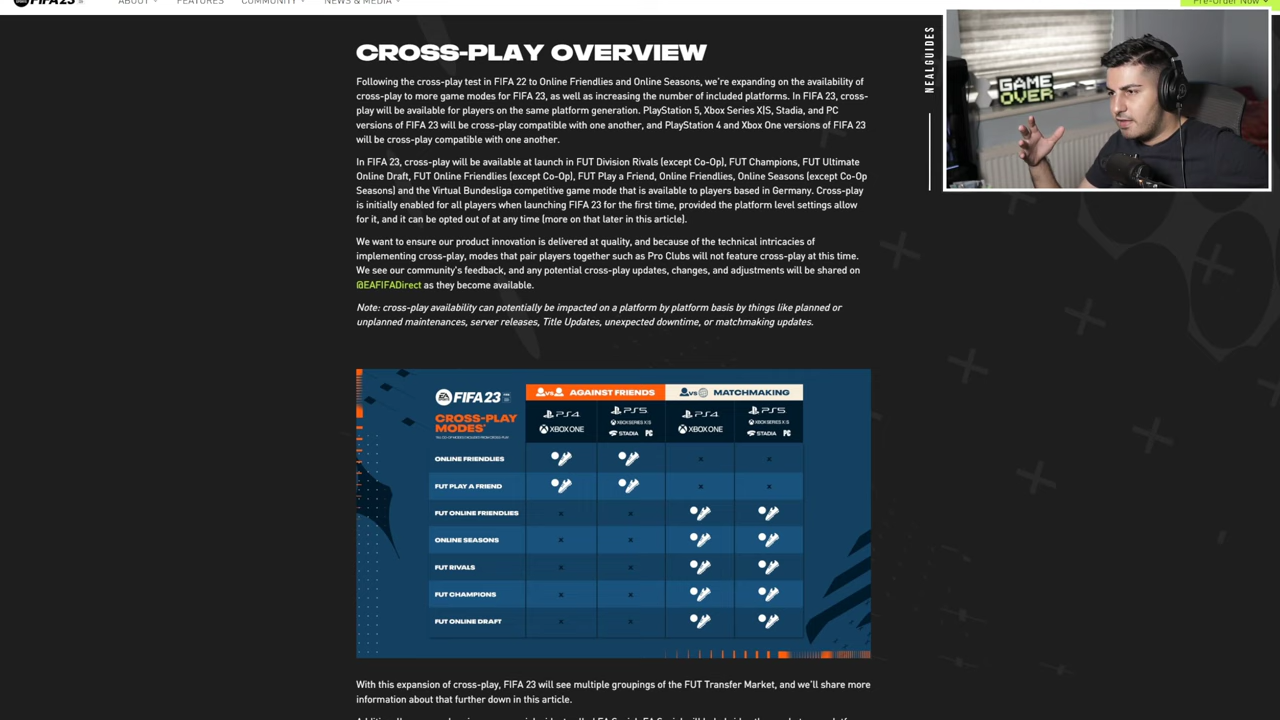 FIFA 23
ABOUT
FEATURES
COMMUNITY
NEWS & MEDIA
Pre-Order Now
CROSS-PLAY OVERVIEW
Following the cross-play test in FIFA 22 to Online Friendlies and Online Seasons, we're expanding on the availability of
cross-play to more game modes for FIFA 23, as well as increasing the number of included platforms. In FIFA 23, cross-
play will be available for players on the same platform generation. PlayStation 5, Xbox Series X|S, Stadia, and PC
versions of FIFA 23 will be cross-play compatible with one another, and PlayStation 4 and Xbox One versions of FIFA 23
will be cross-play compatible with one another.
In FIFA 23, cross-play will be available at launch in FUT Division Rivals (except Co-Op), FUT Champions, FUT Ultimate
Online Draft, FUT Online Friendlies (except Co-Op), FUT Play a Friend, Online Friendlies, Online Seasons (except Co-Op
Seasons) and the Virtual Bundesliga competitive game mode that is available to players based in Germany. Cross-play
is initially enabled for all players when launching FIFA 23 for the first time, provided the platform level settings allow
for it, and it can be opted out of at any time (more on that later in this article).
We want to ensure our product innovation is delivered at quality, and because of the technical intricacies of
implementing cross-play, modes that pair players together such as Pro Clubs will not feature cross-play at this time.
We see our community's feedback, and any potential cross-play updates, changes, and adjustments will be shared on
@EAFIFADirect as they become available.
Note: cross-play availability can potentially be impacted on a platform by platform basis by things like planned or
unplanned maintenances, server releases, Title Updates, unexpected downtime, or matchmaking updates.
NEALGUIDES
GAME
OVER
EA FIFA 23
CROSS-PLAY
MODES*
VS AGAINST FRIENDS
VS MATCHMAKING
PS4
XBOX ONE
PS5
XBOX SERIES X|S
STADIA PC
PS4
XBOX ONE
PS5
XBOX SERIES X|S
STADIA PC
ONLINE FRIENDLIES
FUT PLAY A FRIEND
FUT ONLINE FRIENDLIES
ONLINE SEASONS
FUT RIVALS
FUT CHAMPIONS
FUT ONLINE DRAFT
With this expansion of cross-play, FIFA 23 will see multiple groupings of the FUT Transfer Market, and we'll share more
information about that further down in this article.